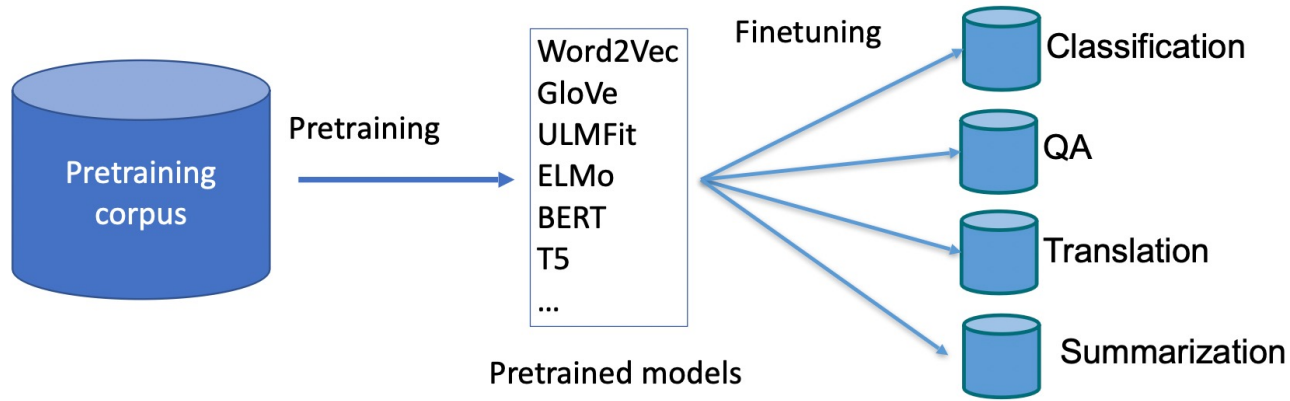 Pretraining
corpus
Pretraining
Word2Vec
GloVe
ULMFit
ELMo
BERT
T5
...
Pretrained models
Finetuning
Classification
QA
Translation
Summarization